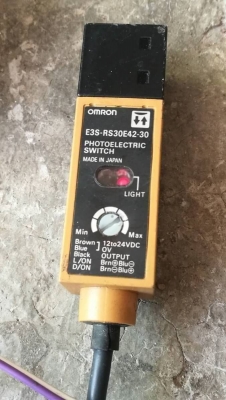 OMRON
E3S-RS30E42-30
PHOTOELECTRIC
SWITCH
MADE IN JAPAN
LIGHT
Min Max
Brown 12to24VDC
Blue 0V
Black OUTPUT
L/ON Brn⊕Blu⊖
D/ON Brn⊖Blu⊕